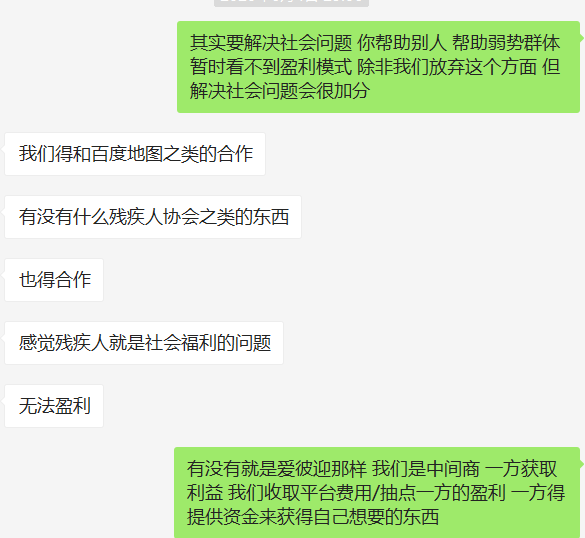 其实要解决社会问题 你帮助别人 帮助弱势群体
暂时看不到盈利模式 除非我们放弃这个方面 但
解决社会问题会很加分
我们得和百度地图之类的合作
有没有什么残疾人协会之类的东西
也得合作
感觉残疾人就是社会福利的问题
无法盈利
有没有就是爱彼迎那样 我们是中间商 一方获取
利益 我们收取平台费用/抽点一方的盈利 一方得
提供资金来获得自己想要的东西